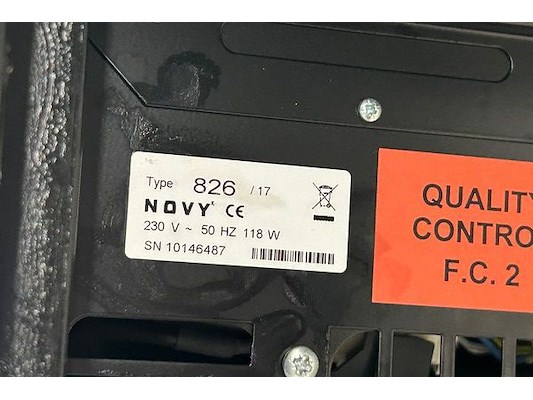 Type 826 / 17
NOVY CE
230 V ~ 50 HZ 118 W
SN 10146487
QUALITY
CONTRO
F.C. 2